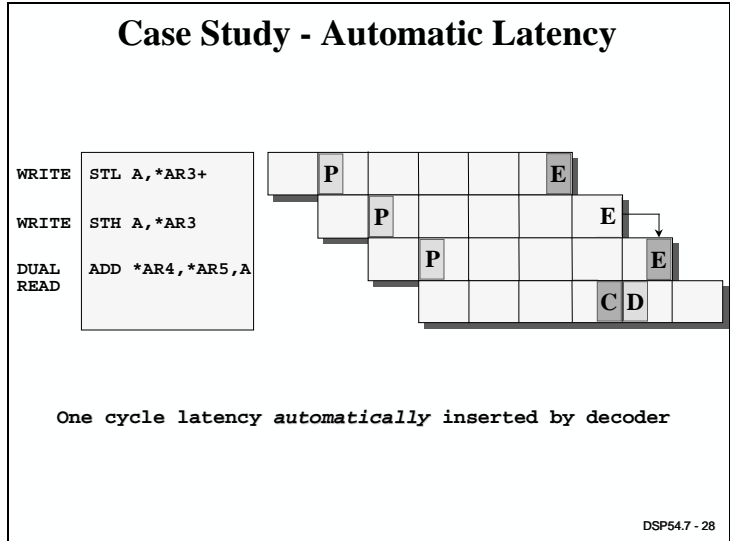 Case Study - Automatic Latency
WRITE STL A,*AR3+ P E
WRITE STH A,*AR3 P E
DUAL READ ADD *AR4,*AR5,A P E
C D
One cycle latency automatically inserted by decoder
DSP54.7 - 28